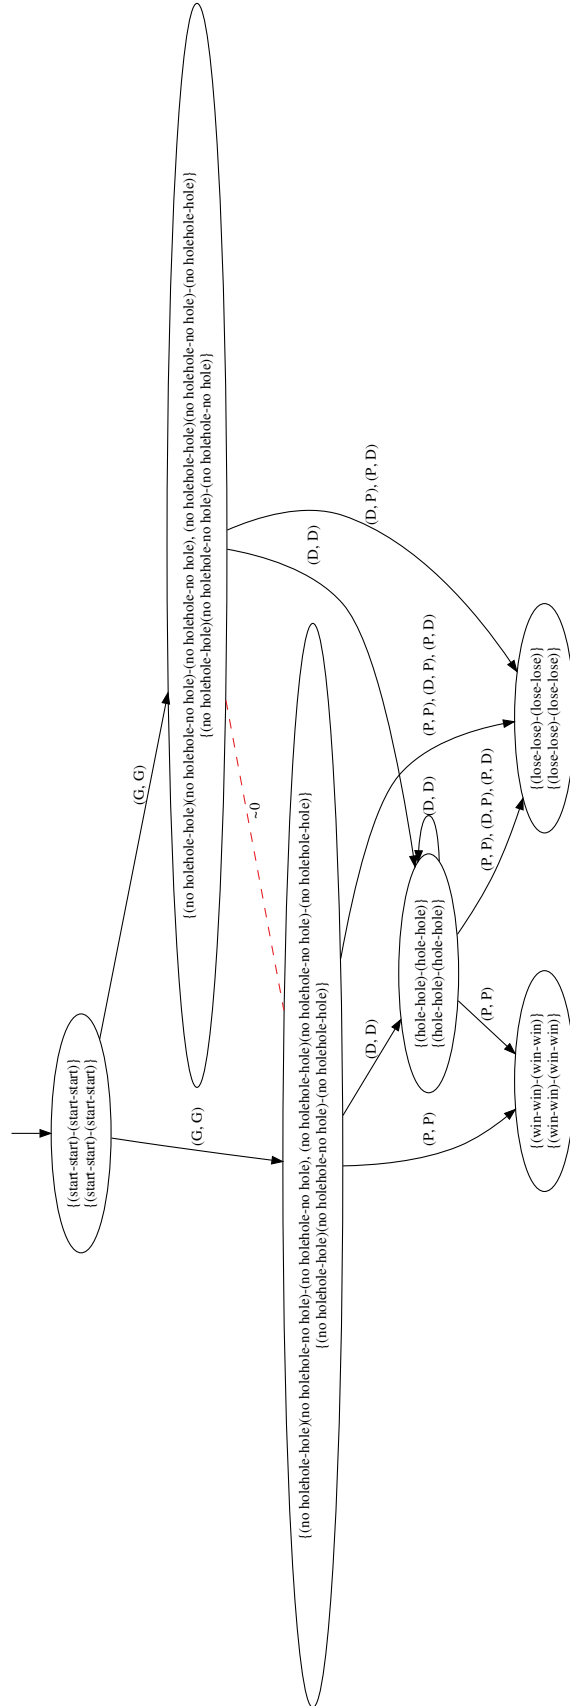 {(start-start)-(start-start)}
{(start-start)-(start-start)}
(G, G)
(G, G)
{(no holehole-hole)(no holehole-no hole)-(no holehole-no hole), (no holehole-hole)(no holehole-no hole)-(no holehole-hole)}
{(no holehole-hole)(no holehole-no hole)-(no holehole-no hole)}
~0
{(no holehole-hole)(no holehole-no hole)-(no holehole-no hole), (no holehole-hole)(no holehole-no hole)-(no holehole-hole)}
{(no holehole-hole)(no holehole-no hole)-(no holehole-hole)}
(D, D)
(D, P), (P, D)
(D, D)
(P, P)
(P, P), (D, P), (P, D)
{(hole-hole)-(hole-hole)}
{(hole-hole)-(hole-hole)}
(D, D)
(P, P)
(P, P), (D, P), (P, D)
{(win-win)-(win-win)}
{(win-win)-(win-win)}
{(lose-lose)-(lose-lose)}
{(lose-lose)-(lose-lose)}